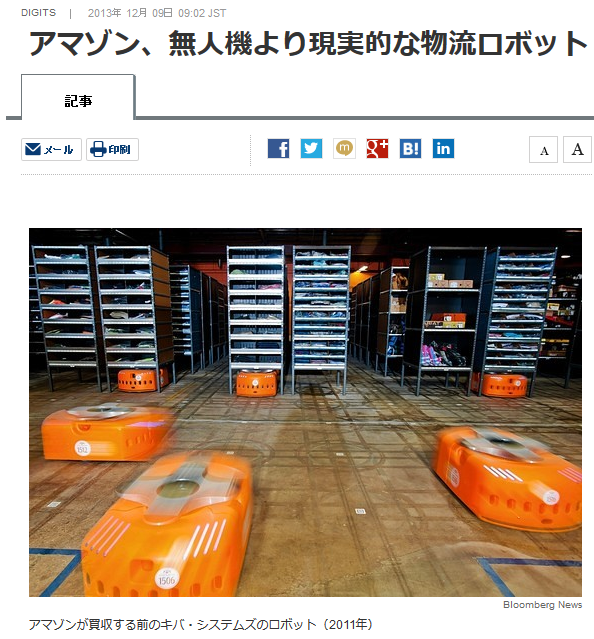 DIGITS | 2013年 12月 09日 09:02 JST
アマゾン、無人機より現実的な物流ロボット
記事
メール 印刷 f m g+ B! in A A
1506
Bloomberg News
アマゾンが買収する前のキバ・システムズのロボット（2011年）